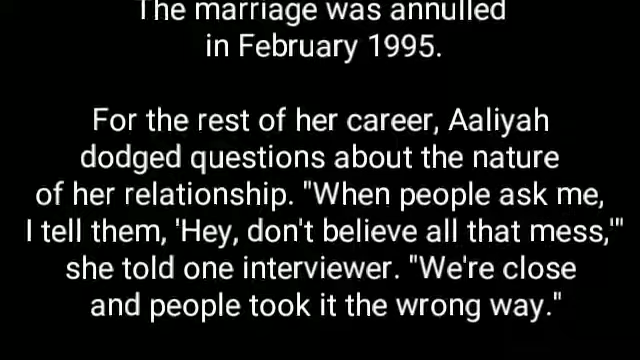 The marriage was annulled
in February 1995.
For the rest of her career, Aaliyah
dodged questions about the nature
of her relationship. "When people ask me,
I tell them, 'Hey, don't believe all that mess,'"
she told one interviewer. "We're close
and people took it the wrong way."